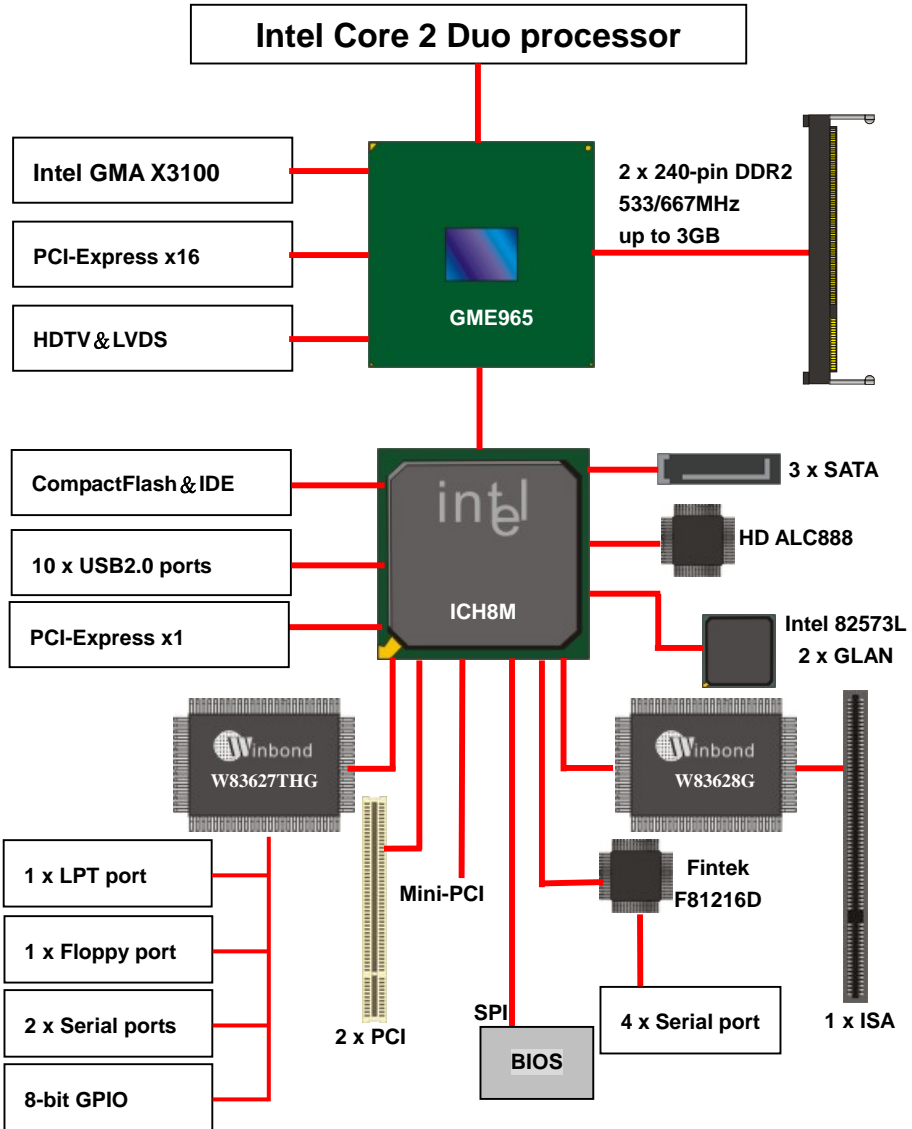 Intel Core 2 Duo processor
Intel GMA X3100
PCI-Express x16
HDTV&LVDS
GME965
2 x 240-pin DDR2
533/667MHz
up to 3GB
CompactFlash&IDE
10 x USB2.0 ports
PCI-Express x1
intel
ICH8M
3 x SATA
HD ALC888
Intel 82573L
2 x GLAN
Winbond
W83627THG
Winbond
W83628G
1 x LPT port
1 x Floppy port
2 x Serial ports
8-bit GPIO
2 x PCI
Mini-PCI
SPI
BIOS
Fintek
F81216D
4 x Serial port
1 x ISA